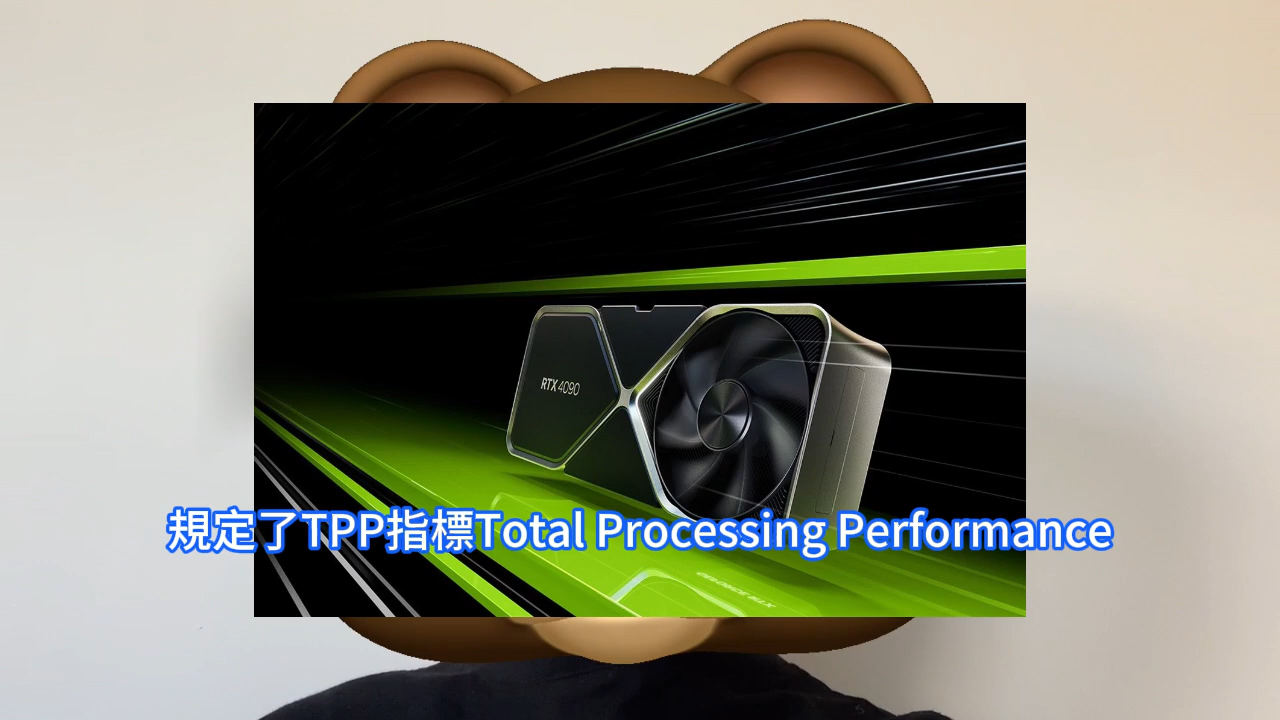 RTX 4090
規定了TPP指標Total Processing Performance